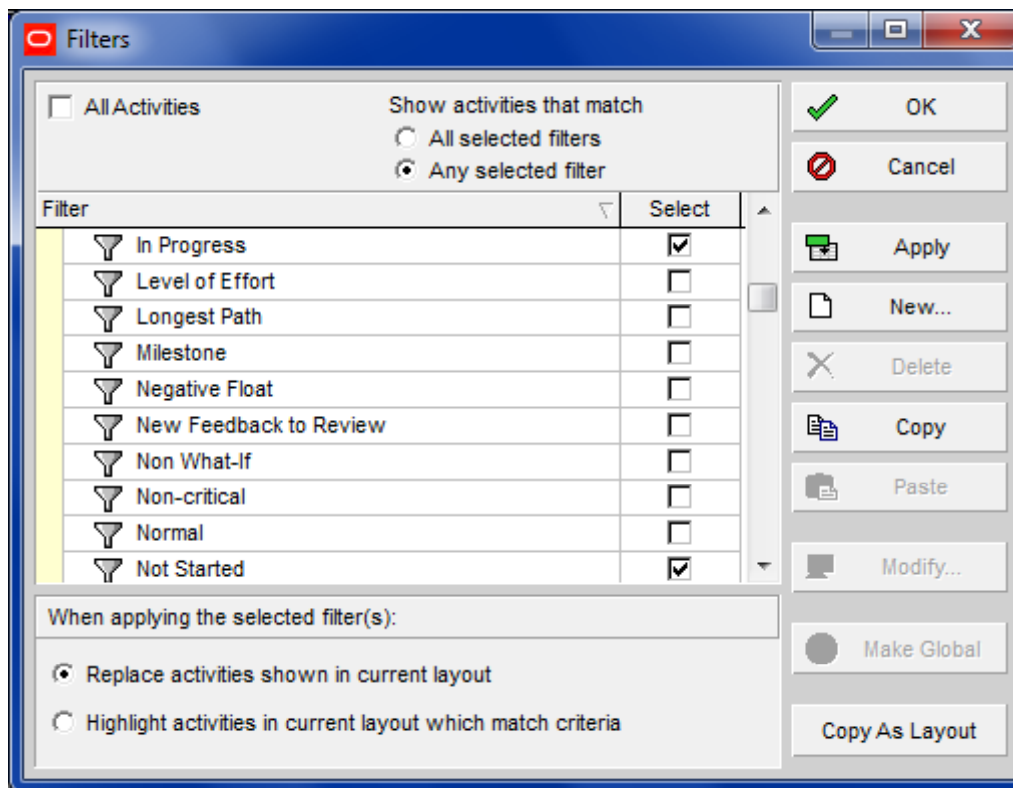 Filters
All Activities
Show activities that match
All selected filters
Any selected filter
Filter Select
In Progress
Level of Effort
Longest Path
Milestone
Negative Float
New Feedback to Review
Non What-If
Non-critical
Normal
Not Started
When applying the selected filter(s):
Replace activities shown in current layout
Highlight activities in current layout which match criteria
OK
Cancel
Apply
New...
Delete
Copy
Paste
Modify...
Make Global
Copy As Layout